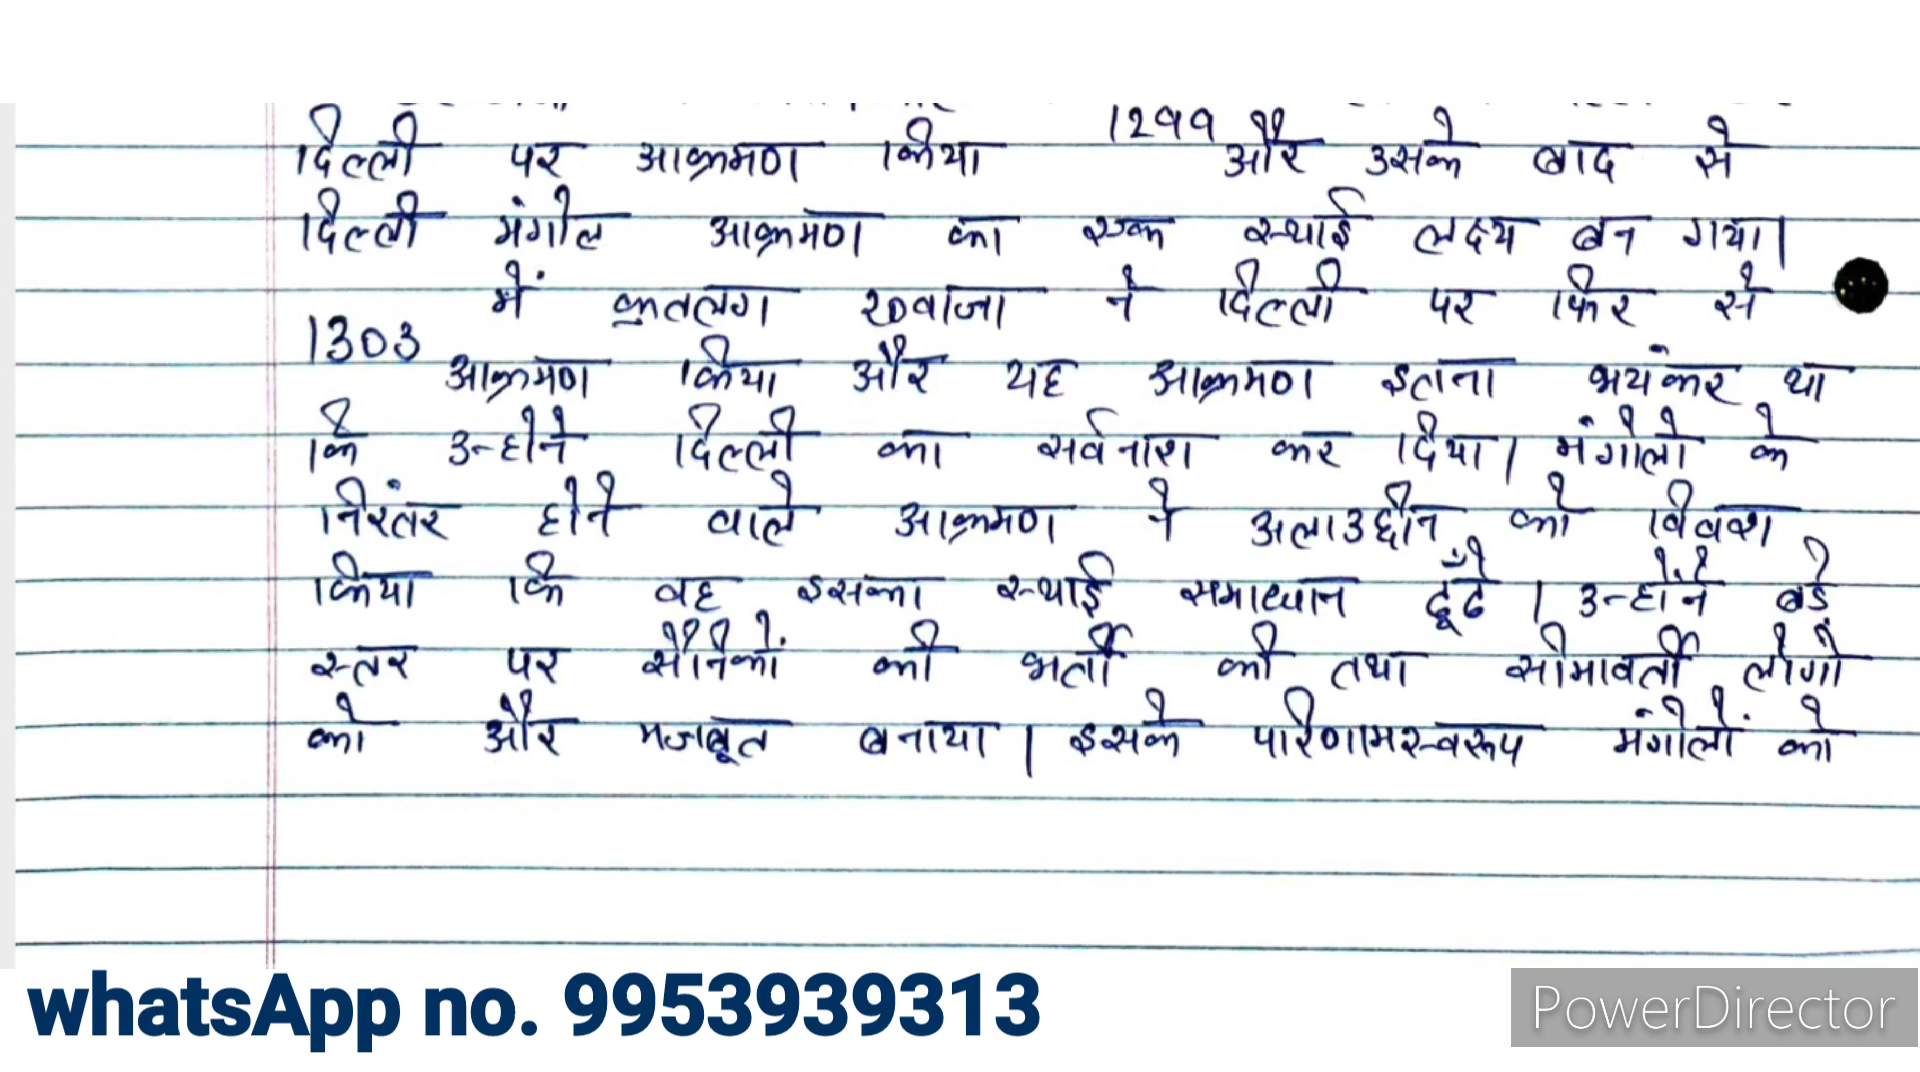 दिल्ली पर आक्रमण किया 1299 और उसके बाद से
दिल्ली मंगोल आक्रमण का एक स्थाई लक्ष्य बन गया।
1303 में कुतलग ख्वाजा ने दिल्ली पर फिर से
आक्रमण किया और यह आक्रमण इतना भयंकर था
कि उन्होने दिल्ली का सर्वनाश कर दिया। मंगोलो के
निरंतर होने वाले आक्रमण ने अलाउद्दीन को विवश
किया कि वह इसका स्थाई समाधान ढूँढे। उन्होंने बड़े
स्तर पर सैनिकों की भर्ती की तथा सीमावर्ती लोगो
को और मजबूत बनाया। इसके परिणामस्वरूप मंगोलों को
whatsApp no. 9953939313
PowerDirector